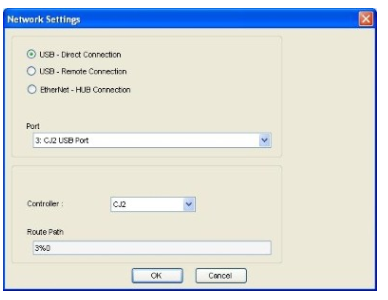 Network Settings
USB - Direct Connection
USB - Remote Connection
EtherNet - HUB Connection
Port
3: CJ2 USB Port
Controller :
CJ2
Route Path
3%0
OK
Cancel